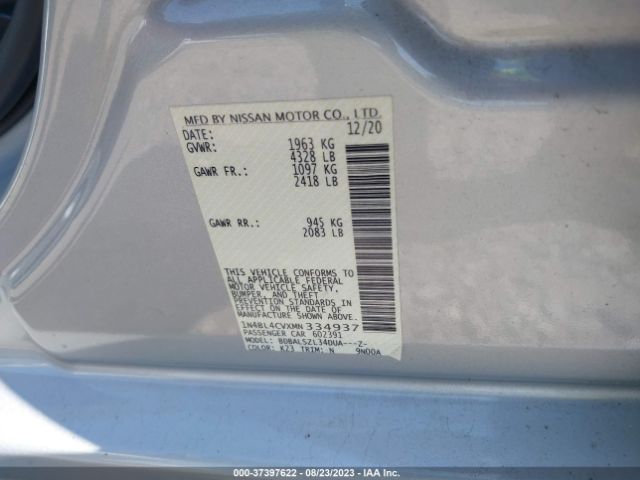 MFD BY NISSAN MOTOR CO., LTD.
DATE: 12/20
GVWR: 1963 KG
4328 LB
GAWR FR.: 1097 KG
2418 LB
GAWR RR.: 945 KG
2083 LB
THIS VEHICLE CONFORMS TO
ALL APPLICABLE FEDERAL
MOTOR VEHICLE SAFETY,
BUMPER, AND THEFT
PREVENTION STANDARDS IN
EFFECT ON THE DATE OF
MANUFACTURE SHOWN ABOVE.
1N4BL4CVXMN 334937
PASSENGER CAR 602391
MODEL: BDBALSZL34DUA---Z-
COLOR: K23 TRIM: N 9N00A
000-37397622 - 08/23/2023 - IAA Inc.